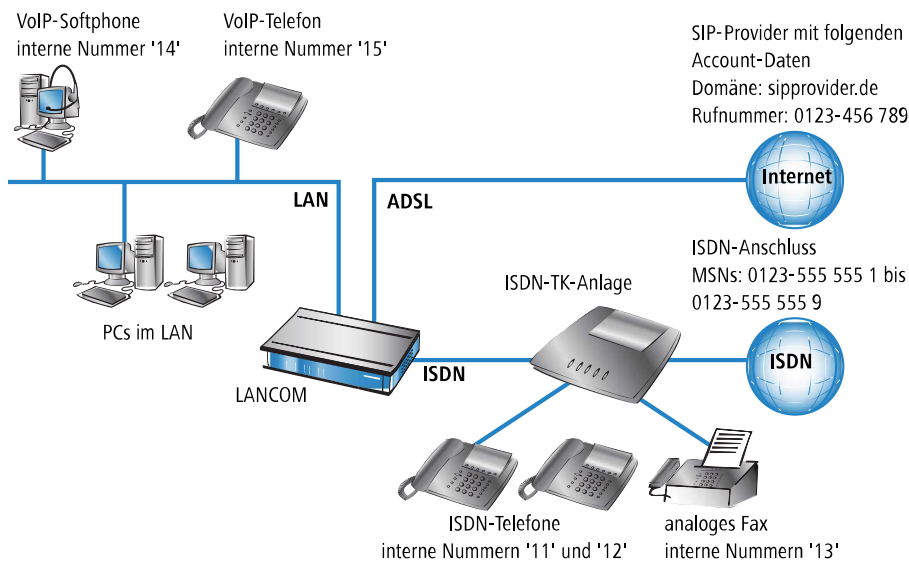 VoIP-Softphone
interne Nummer '14'
VoIP-Telefon
interne Nummer '15'
SIP-Provider mit folgenden
Account-Daten
Domäne: sipprovider.de
Rufnummer: 0123-456 789
LAN
ADSL
Internet
PCs im LAN
ISDN-TK-Anlage
ISDN-Anschluss
MSNs: 0123-555 555 1 bis
0123-555 555 9
LANCOM
ISDN
ISDN
ISDN-Telefone
interne Nummern '11' und '12'
analoges Fax
interne Nummern '13'